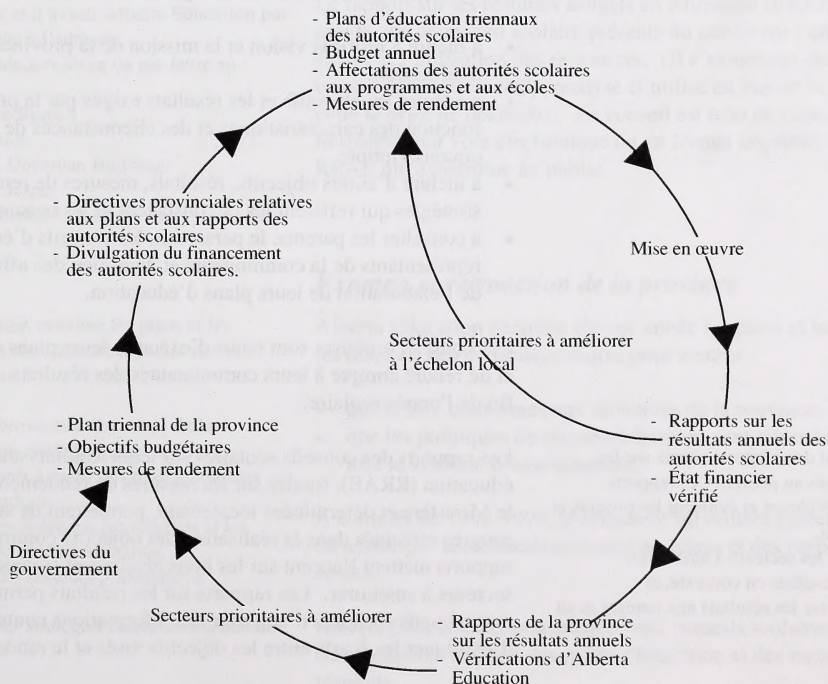 - Plans d'éducation triennaux
des autorités scolaires
- Budget annuel
- Affectations des autorités scolaires
aux programmes et aux écoles
- Mesures de rendement
- Directives provinciales relatives
aux plans et aux rapports des
autorités scolaires
- Divulgation du financement
des autorités scolaires.
Mise en œuvre
Secteurs prioritaires à améliorer
à l'échelon local
- Plan triennal de la province
- Objectifs budgétaires
- Mesures de rendement
- Rapports sur les
résultats annuels des
autorités scolaires
- État financier
vérifié
Directives du
gouvernement
Secteurs prioritaires à améliorer
- Rapports de la province
sur les résultats annuels
- Vérifications d'Alberta
Education